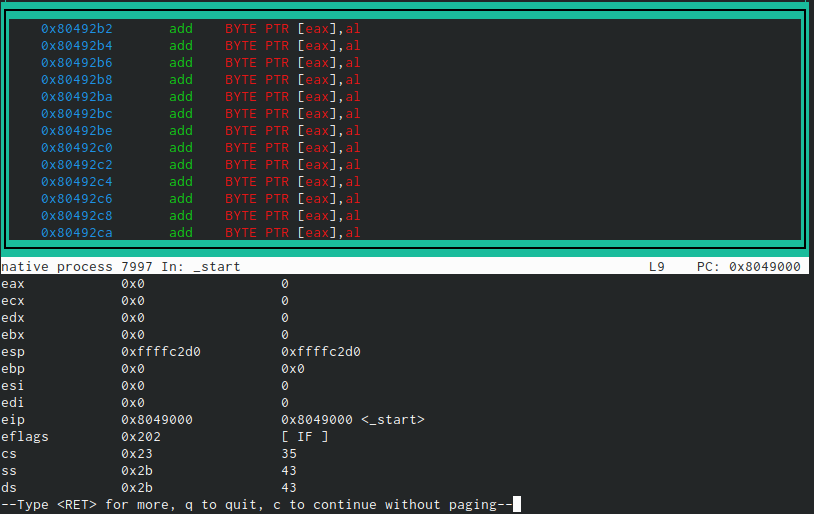 0x80492b2 add BYTE PTR [eax],al
0x80492b4 add BYTE PTR [eax],al
0x80492b6 add BYTE PTR [eax],al
0x80492b8 add BYTE PTR [eax],al
0x80492ba add BYTE PTR [eax],al
0x80492bc add BYTE PTR [eax],al
0x80492be add BYTE PTR [eax],al
0x80492c0 add BYTE PTR [eax],al
0x80492c2 add BYTE PTR [eax],al
0x80492c4 add BYTE PTR [eax],al
0x80492c6 add BYTE PTR [eax],al
0x80492c8 add BYTE PTR [eax],al
0x80492ca add BYTE PTR [eax],al
native process 7997 In: _start L9 PC: 0x8049000
eax 0x0 0
ecx 0x0 0
edx 0x0 0
ebx 0x0 0
esp 0xffffc2d0 0xffffc2d0
ebp 0x0 0x0
esi 0x0 0
edi 0x0 0
eip 0x8049000 0x8049000 <_start>
eflags 0x202 [ IF ]
cs 0x23 35
ss 0x2b 43
ds 0x2b 43
--Type <RET> for more, q to quit, c to continue without paging--